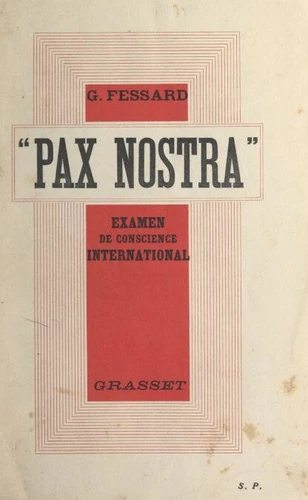 G. FESSARD
"PAX NOSTRA"
EXAMEN
DE CONSCIENCE
INTERNATIONAL
GRASSET
S. P.